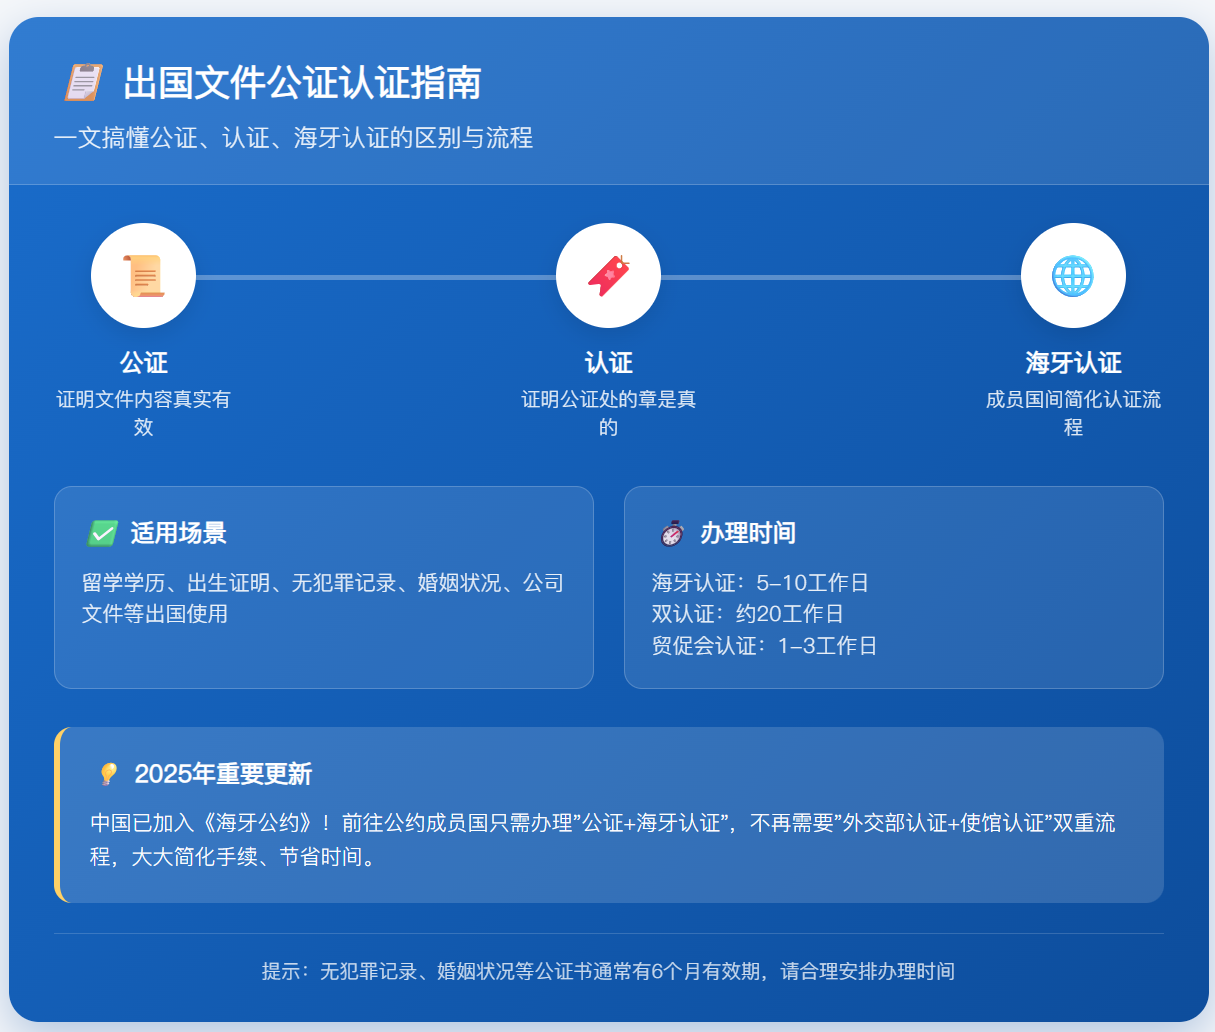 出国文件公证认证指南
一文搞懂公证、认证、海牙认证的区别与流程
公证
证明文件内容真实有
效
认证
证明公证处的章是真
的
海牙认证
成员国间简化认证流
程
适用场景
留学学历、出生证明、无犯罪记录、婚姻状况、公司
文件等出国使用
办理时间
海牙认证：5–10工作日
双认证：约20工作日
贸促会认证：1–3工作日
2025年重要更新
中国已加入《海牙公约》！前往公约成员国只需办理”公证+海牙认证”，不再需要”外交部认证+使馆认证”双重流
程，大大简化手续、节省时间。
提示：无犯罪记录、婚姻状况等公证书通常有6个月有效期，请合理安排办理时间